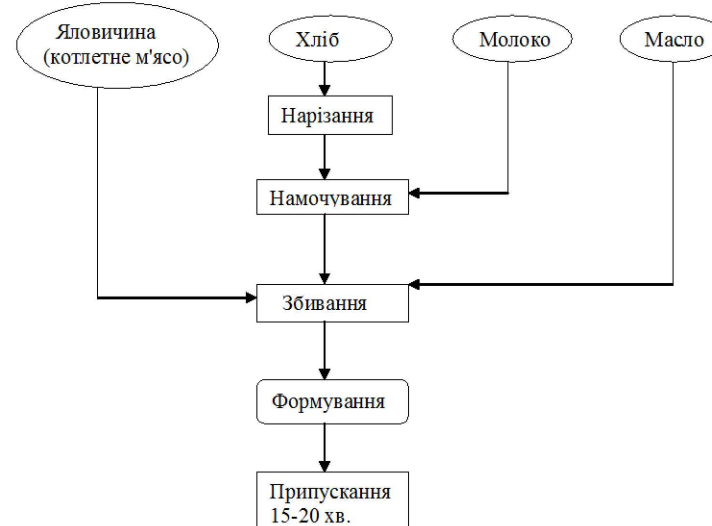 Яловичина
(котлетне м'ясо)
Хліб
Молоко
Масло
Нарізання
Намочування
Збивання
Формування
Припускання
15-20 хв.